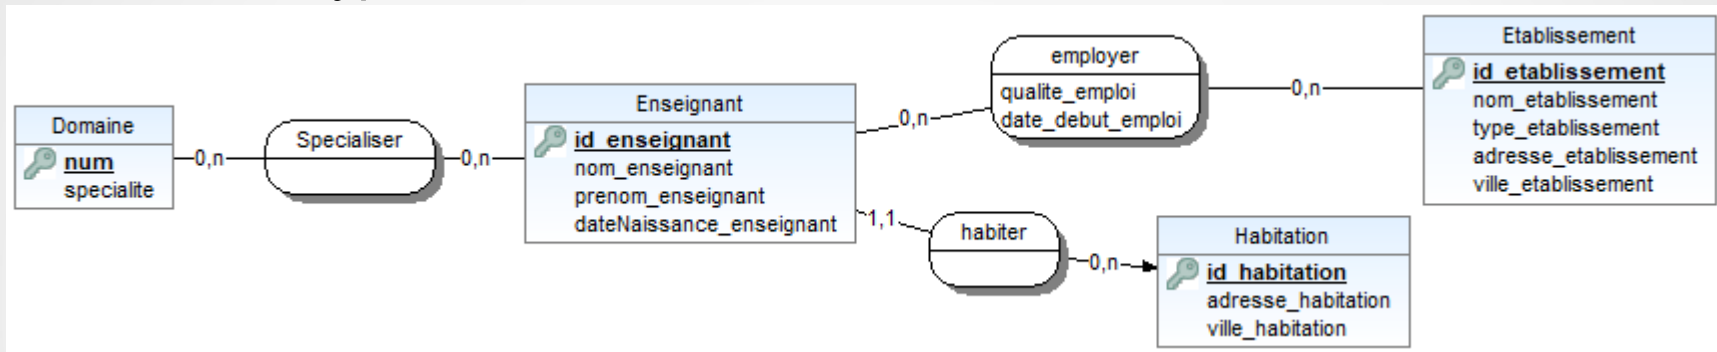 Domaine
num
specialite
0,n
Specialiser
0,n
Enseignant
id_enseignant
nom_enseignant
prenom_enseignant
dateNaissance_enseignant
0,n
employer
qualite_emploi
date_debut_emploi
0,n
Etablissement
id_etablissement
nom_etablissement
type_etablissement
adresse_etablissement
ville_etablissement
1,1
habiter
0,n
Habitation
id_habitation
adresse_habitation
ville_habitation